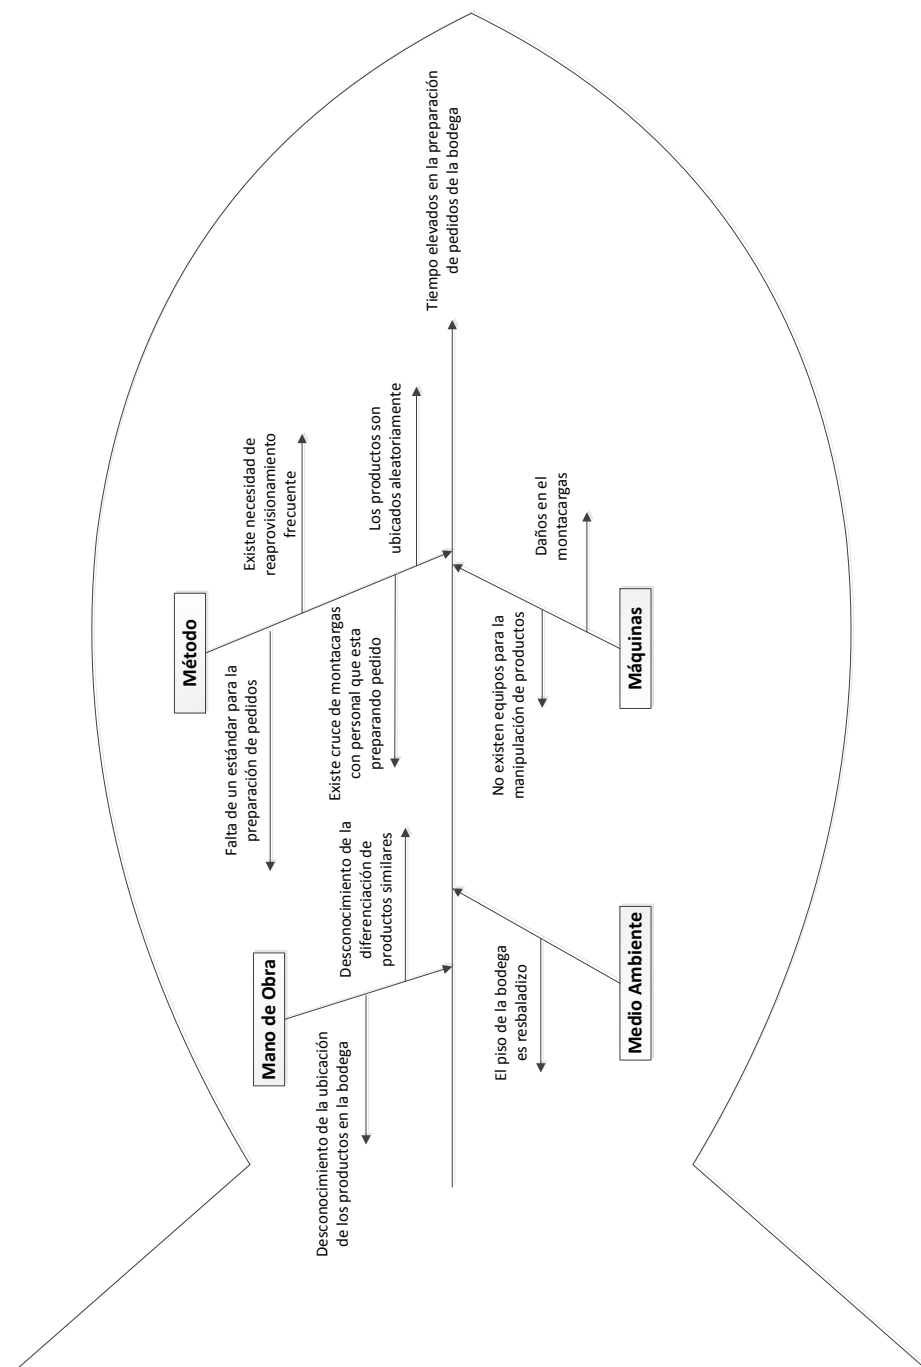 Mano de Obra
Desconocimiento de la ubicación
de los productos en la bodega
Desconocimiento de la
diferenciación de
productos similares
Método
Falta de un estándar para la
preparación de pedidos
Existe necesidad de
reaprovisionamiento
frecuente
Existe cruce de montacargas
con personal que esta
preparando pedido
Los productos son
ubicados aleatoriamente
Tiempo elevados en la preparación
de pedidos de la bodega
El piso de la bodega
es resbaladizo
Medio Ambiente
No existen equipos para la
manipulación de productos
Daños en el
montacargas
Máquinas